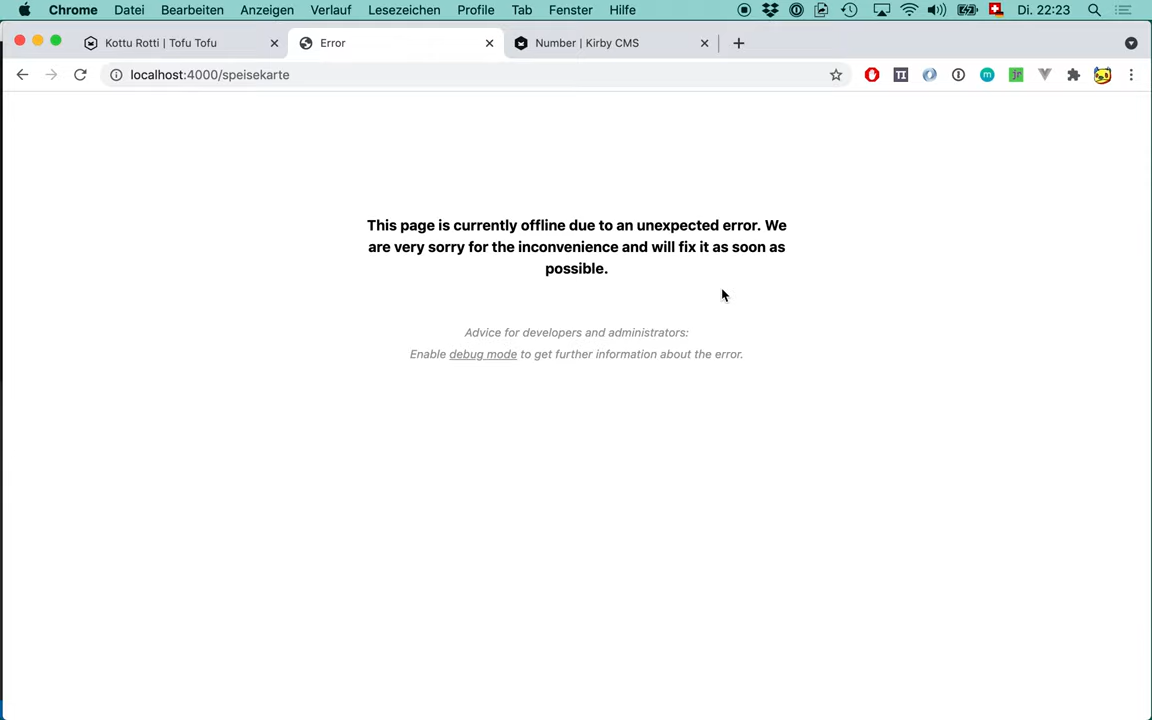 Chrome Datei Bearbeiten Anzeigen Verlauf Lesezeichen Profile Tab Fenster Hilfe Di. 22:23
Kottu Rotti | Tofu Tofu Error Number | Kirby CMS
localhost:4000/speisekarte TI m jr
This page is currently offline due to an unexpected error. We
are very sorry for the inconvenience and will fix it as soon as
possible.
Advice for developers and administrators:
Enable debug mode to get further information about the error.